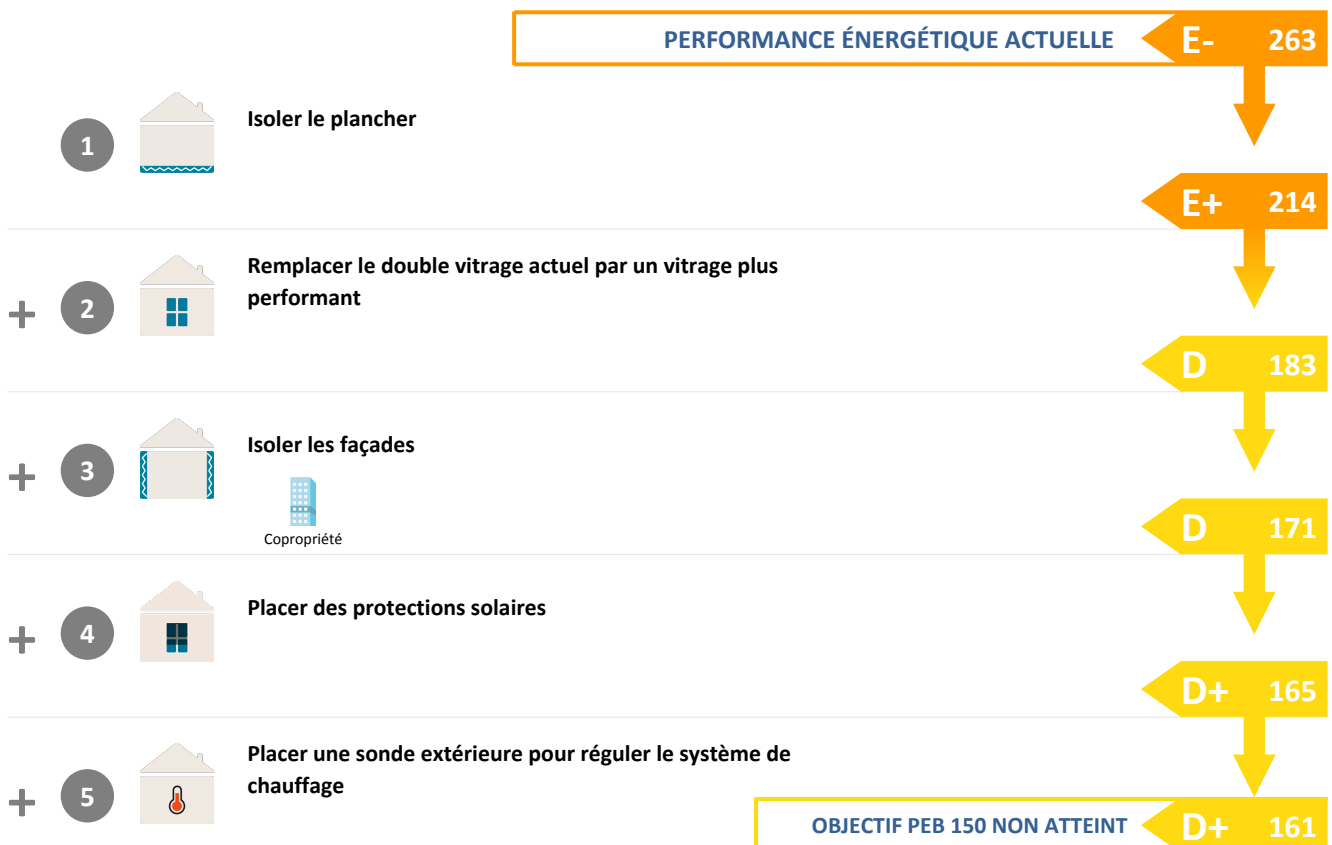 PERFORMANCE ÉNERGÉTIQUE ACTUELLE E- 263
1 Isoler le plancher
E+ 214
+ 2 Remplacer le double vitrage actuel par un vitrage plus
performant
D 183
+ 3 Isoler les façades
Copropriété
D 171
+ 4 Placer des protections solaires
D+ 165
+ 5 Placer une sonde extérieure pour réguler le système de
chauffage
OBJECTIF PEB 150 NON ATTEINT D+ 161